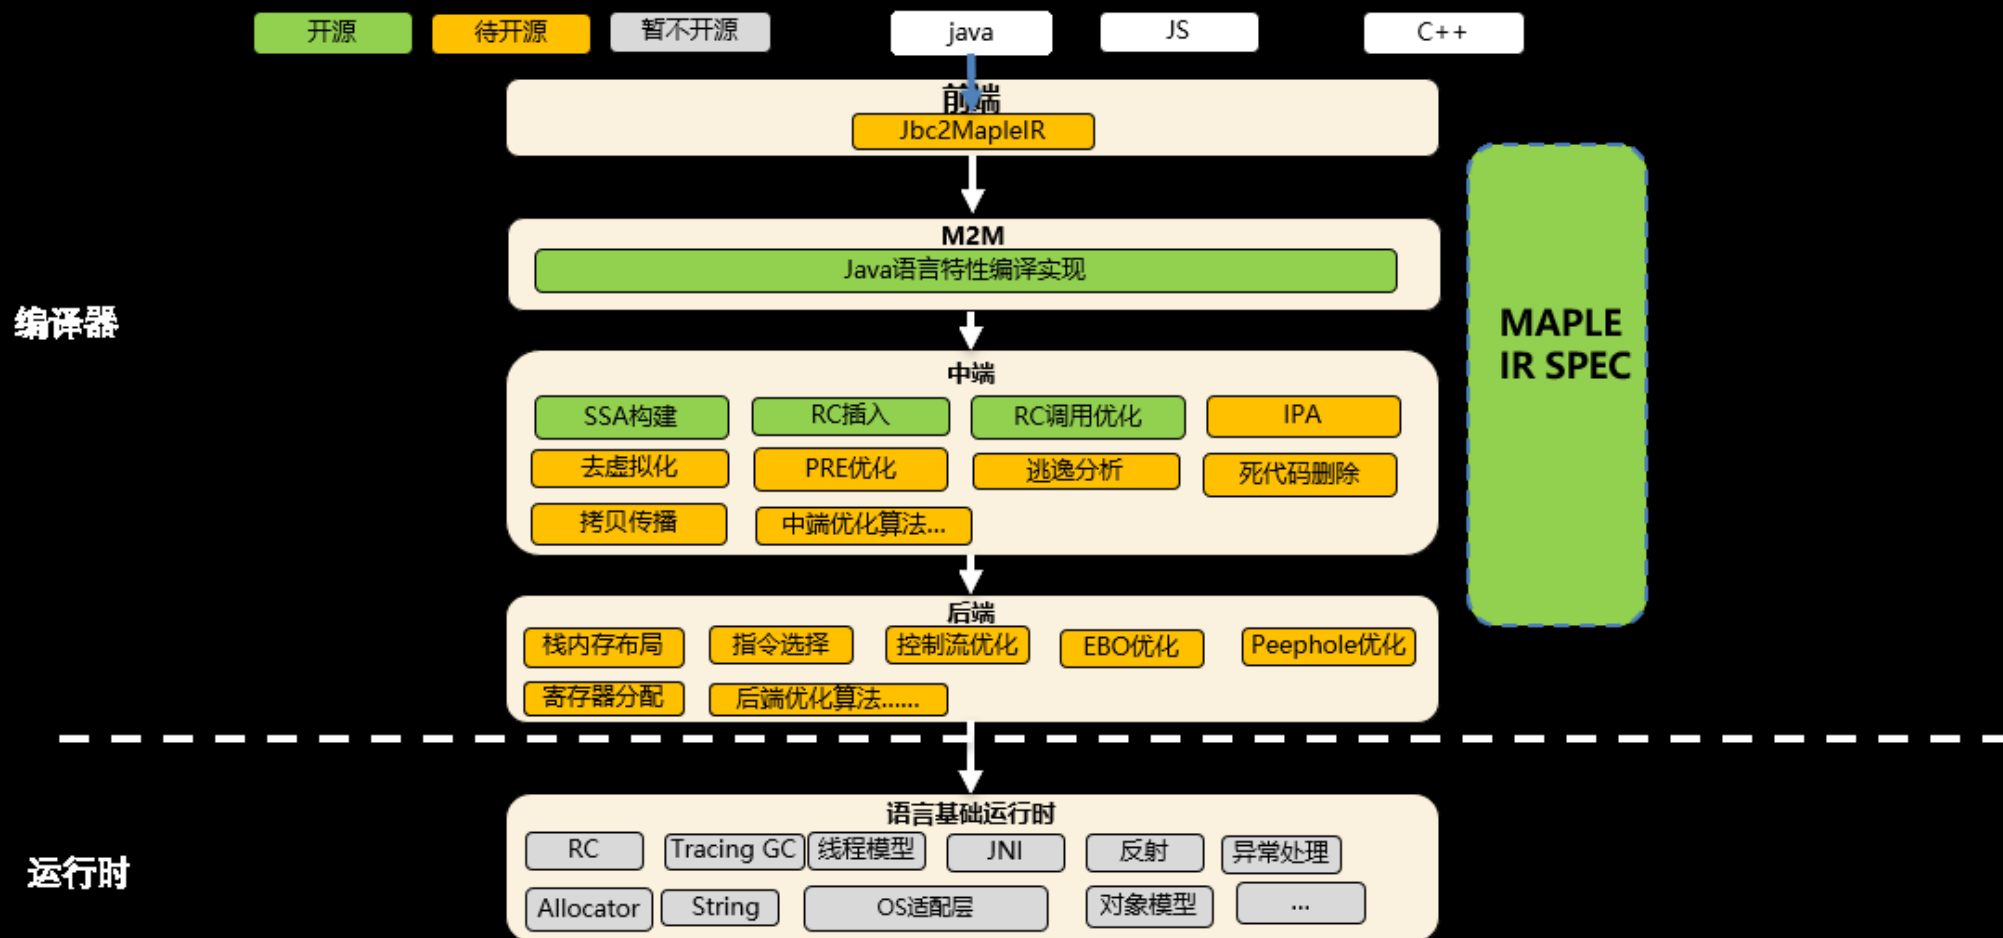 开源
待开源
暂不开源
java
JS
C++
前端
Jbc2MapleIR
M2M
Java语言特性编译实现
编译器
MAPLE
IR SPEC
中端
SSA构建
RC插入
RC调用优化
IPA
去虚拟化
PRE优化
逃逸分析
死代码删除
拷贝传播
中端优化算法...
后端
栈内存布局
指令选择
控制流优化
EBO优化
Peephole优化
寄存器分配
后端优化算法......
语言基础运行时
运行时
RC
Tracing GC
线程模型
JNI
反射
异常处理
Allocator
String
OS适配层
对象模型
...